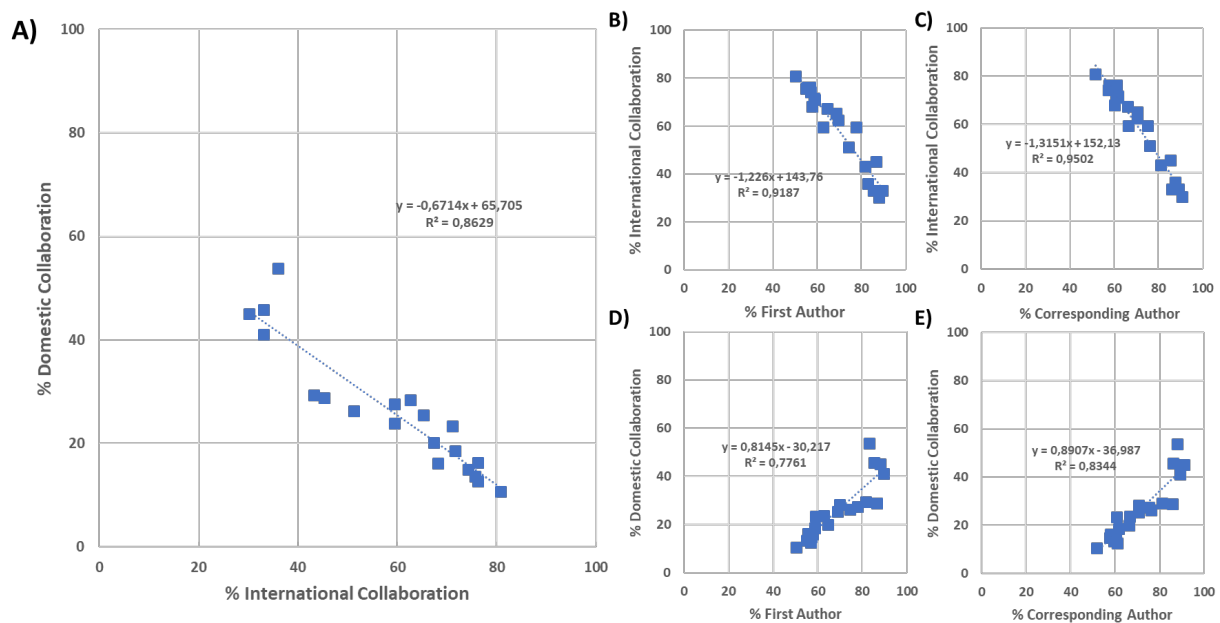 A)
100
80
60
40
20
0
0 20 40 60 80 100
% Domestic Collaboration
% International Collaboration
y = -0,6714x + 65,705
R² = 0,8629
B)
100
80
60
40
20
0
0 20 40 60 80 100
% International Collaboration
% First Author
y = -1,226x + 143,76
R² = 0,9187
C)
100
80
60
40
20
0
0 20 40 60 80 100
% International Collaboration
% Corresponding Author
y = -1,3151x + 152,13
R² = 0,9502
D)
100
80
60
40
20
0
0 20 40 60 80 100
% Domestic Collaboration
% First Author
y = 0,8145x - 30,217
R² = 0,7761
E)
100
80
60
40
20
0
0 20 40 60 80 100
% Domestic Collaboration
% Corresponding Author
y = 0,8907x - 36,987
R² = 0,8344